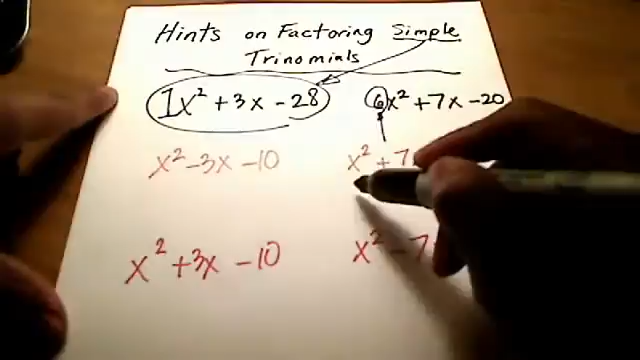 Hints on Factoring Simple
Trinomials
1x² + 3x - 28 6x² + 7x - 20
x² - 3x - 10 x² + 7
x² + 3x - 10 x² - 7